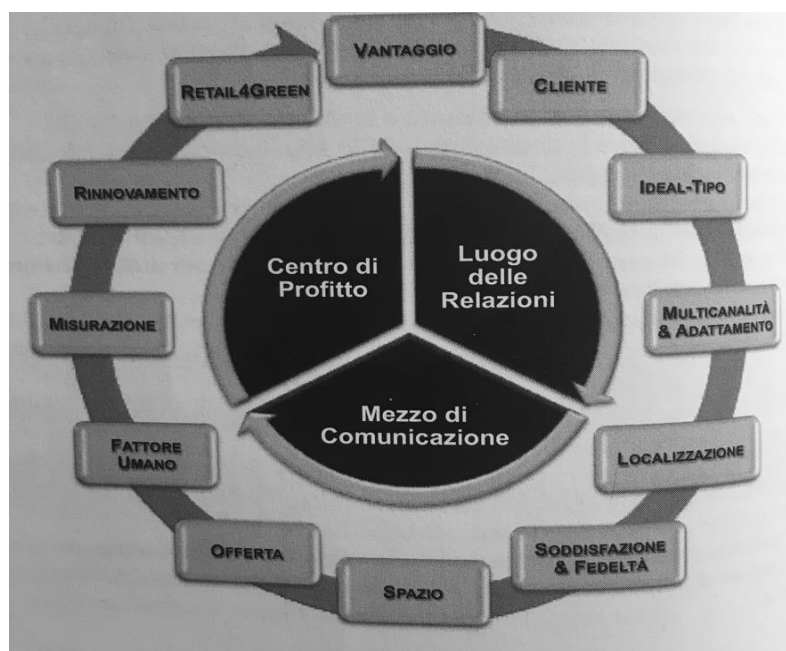 VANTAGGIO
CLIENTE
IDEAL-TIPO
MULTICANALITÀ
& ADATTAMENTO
LOCALIZZAZIONE
SODDISFAZIONE
& FEDELTÀ
SPAZIO
OFFERTA
FATTORE
UMANO
MISURAZIONE
RINNOVAMENTO
RETAIL4GREEN
Centro di
Profitto
Luogo
delle
Relazioni
Mezzo di
Comunicazione